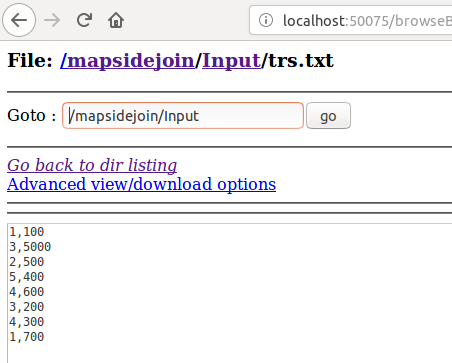 localhost:50075/browseB
File: /mapsidejoin/Input/trs.txt
Goto : /mapsidejoin/Input go
Go back to dir listing
Advanced view/download options
1,100
3,5000
2,500
5,400
4,600
3,200
4,300
1,700